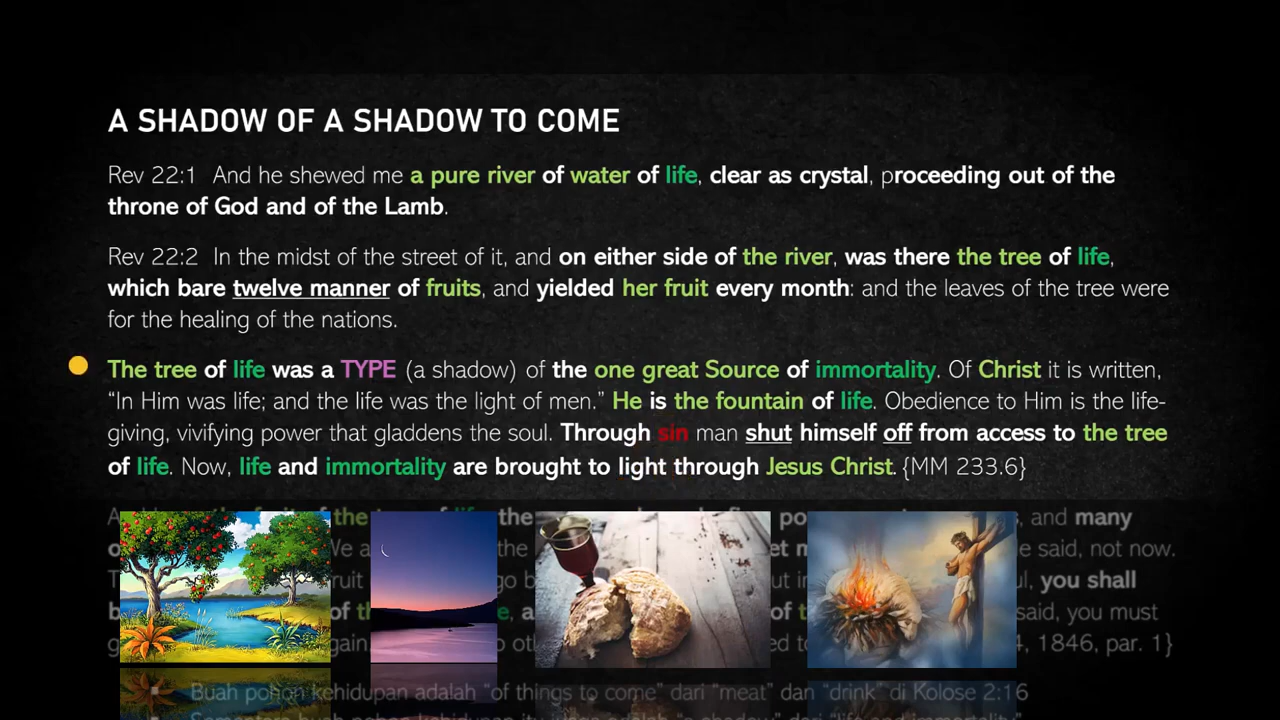 A SHADOW OF A SHADOW TO COME
Rev 22:1 And he shewed me a pure river of water of life, clear as crystal, proceeding out of the
throne of God and of the Lamb.
Rev 22:2 In the midst of the street of it, and on either side of the river, was there the tree of life,
which bare twelve manner of fruits, and yielded her fruit every month: and the leaves of the tree were
for the healing of the nations.
The tree of life was a TYPE (a shadow) of the one great Source of immortality. Of Christ it is written,
“In Him was life; and the life was the light of men.” He is the fountain of life. Obedience to Him is the life-
giving, vivifying power that gladdens the soul. Through sin man shut himself off from access to the tree
of life. Now, life and immortality are brought to light through Jesus Christ. {MM 233.6}
and many
said, not now.
you shall
said, you must
1846, par. 1}
Buah pohon kehidupan adalah “of things to come” dari “meat” dan “drink” di Kolose 2:16